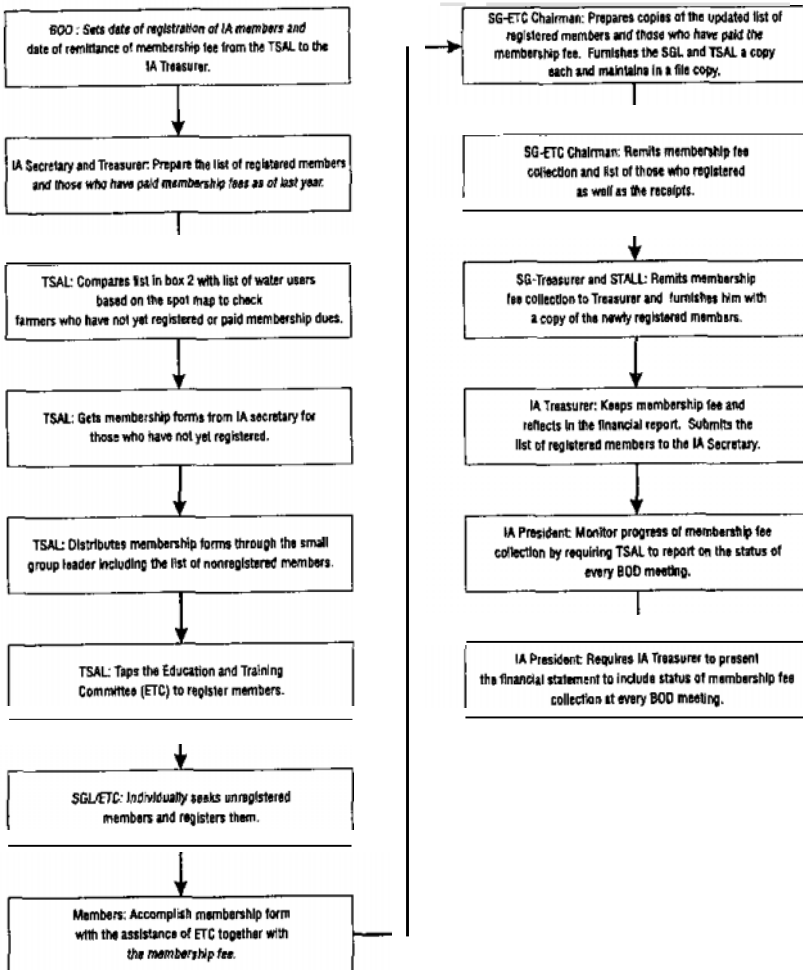 BOD : Sets date of registration of IA members and
date of remittance of membership fee from the TSAL to the
IA Treasurer.
IA Secretary and Treasurer: Prepare the list of registered members
and those who have paid membership fees as of last year.
TSAL: Compares list in box 2 with list of water users
based on the spot map to check
farmers who have not yet registered or paid membership dues.
TSAL: Gets membership forms from IA secretary for
those who have not yet registered.
TSAL: Distributes membership forms through the small
group leader including the list of nonregistered members.
TSAL: Taps the Education and Training
Committee (ETC) to register members.
SGL/ETC: Individually seeks unregistered
members and registers them.
Members: Accomplish membership form
with the assistance of ETC together with
the membership fee.
SG-ETC Chairman: Prepares copies of the updated list of
registered members and those who have paid the
membership fee. Furnishes the SGL and TSAL a copy
each and maintains in a file copy.
SG-ETC Chairman: Remits membership fee
collection and list of those who registered
as well as the receipts.
SG-Treasurer and STALL: Remits membership
fee collection to Treasurer and furnishes him with
a copy of the newly registered members.
IA Treasurer: Keeps membership fee and
reflects in the financial report. Submits the
list of registered members to the IA Secretary.
IA President: Monitor progress of membership fee
collection by requiring TSAL to report on the status of
every BOD meeting.
IA President: Requires IA Treasurer to present
the financial statement to include status of membership fee
collection at every BOD meeting.